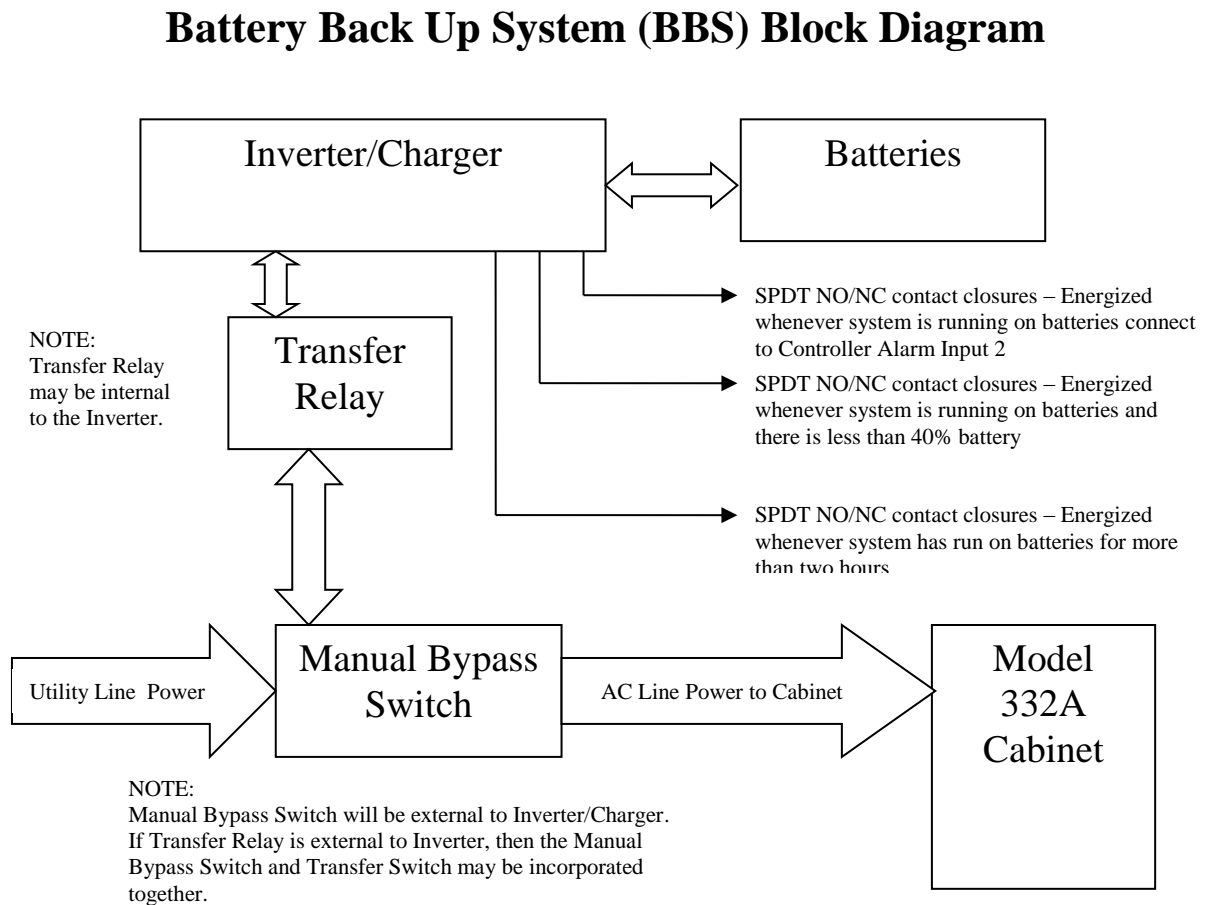 Battery Back Up System (BBS) Block Diagram
Inverter/Charger
Batteries
SPDT NO/NC contact closures – Energized
whenever system is running on batteries connect
to Controller Alarm Input 2
NOTE:
Transfer Relay
may be internal
to the Inverter.
Transfer
Relay
SPDT NO/NC contact closures – Energized
whenever system is running on batteries and
there is less than 40% battery
SPDT NO/NC contact closures – Energized
whenever system has run on batteries for more
than two hours
Utility Line Power
Manual Bypass
Switch
AC Line Power to Cabinet
Model
332A
Cabinet
NOTE:
Manual Bypass Switch will be external to Inverter/Charger.
If Transfer Relay is external to Inverter, then the Manual
Bypass Switch and Transfer Switch may be incorporated
together.